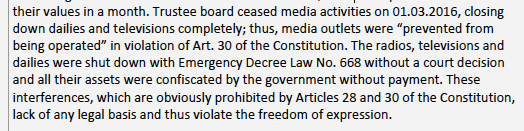 their values in a month. Trustee board ceased media activities on 01.03.2016, closing
down dailies and televisions completely; thus, media outlets were “prevented from
being operated” in violation of Art. 30 of the Constitution. The radios, televisions and
dailies were shut down with Emergency Decree Law No. 668 without a court decision
and all their assets were confiscated by the government without payment. These
interferences, which are obviously prohibited by Articles 28 and 30 of the Constitution,
lack of any legal basis and thus violate the freedom of expression.